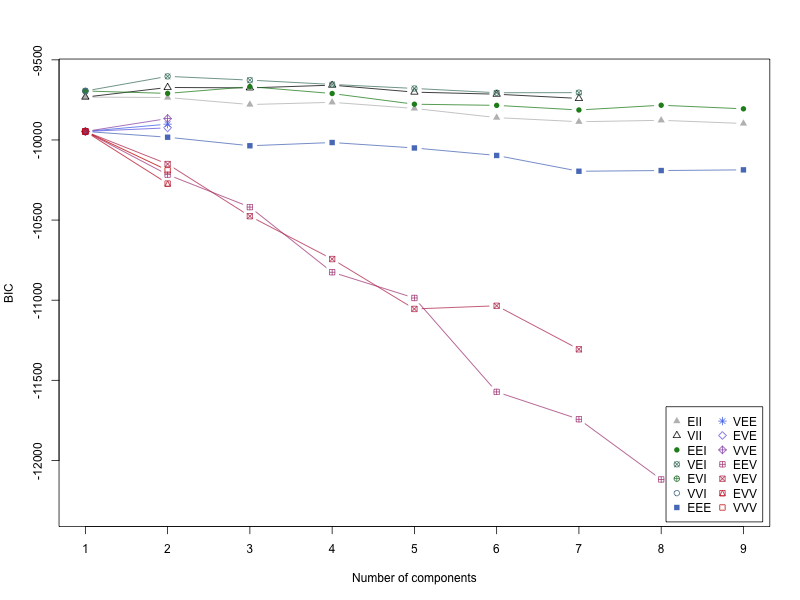 -9500
-10000
-10500
-11000
-11500
-12000
BIC
1 2 3 4 5 6 7 8 9
Number of components
EII VEE
VII EVE
EEI VVE
VEI EEV
EVI VEV
VVI EVV
EEE VVV